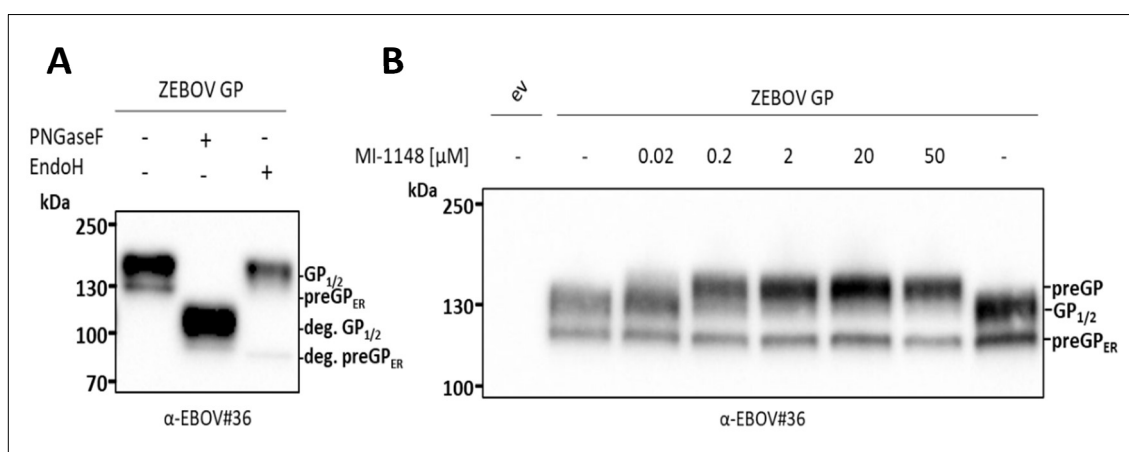 A
ZEBOV GP
PNGaseF - + -
EndoH - - +
kDa
250
130
100
70
GP1/2
preGPER
deg. GP1/2
deg. preGPER
α-EBOV#36
B
ev ZEBOV GP
MI-1148 [µM] - - 0.02 0.2 2 20 50 -
kDa
250
130
100
preGP
GP1/2
preGPER
α-EBOV#36